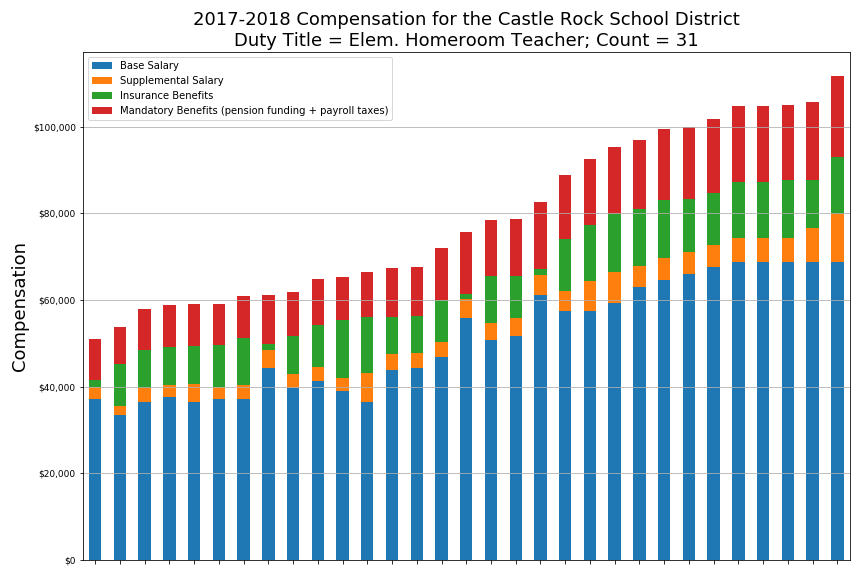 2017-2018 Compensation for the Castle Rock School District
Duty Title = Elem. Homeroom Teacher; Count = 31
Base Salary
Supplemental Salary
Insurance Benefits
Mandatory Benefits (pension funding + payroll taxes)
$100,000
$80,000
$60,000
$40,000
$20,000
$0
Compensation